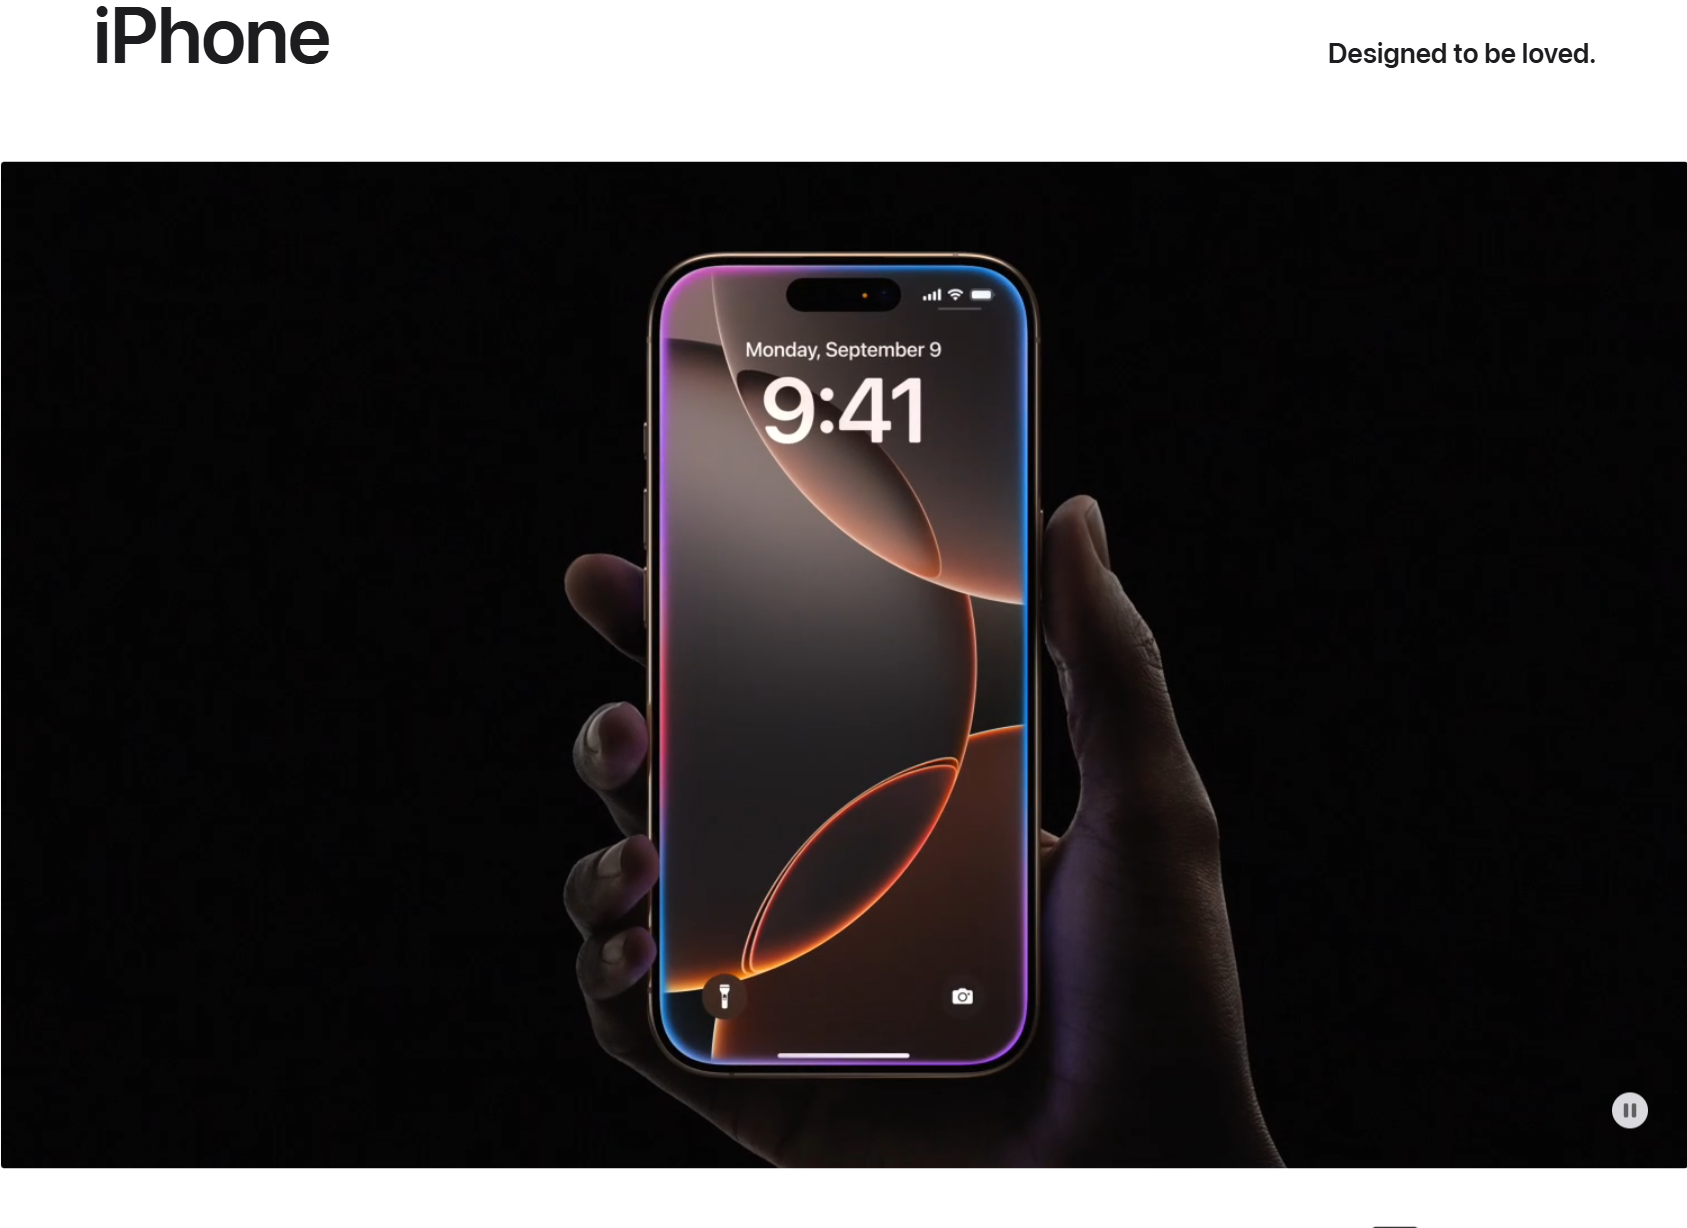 iPhone
Designed to be loved.
Monday, September 9
9:41